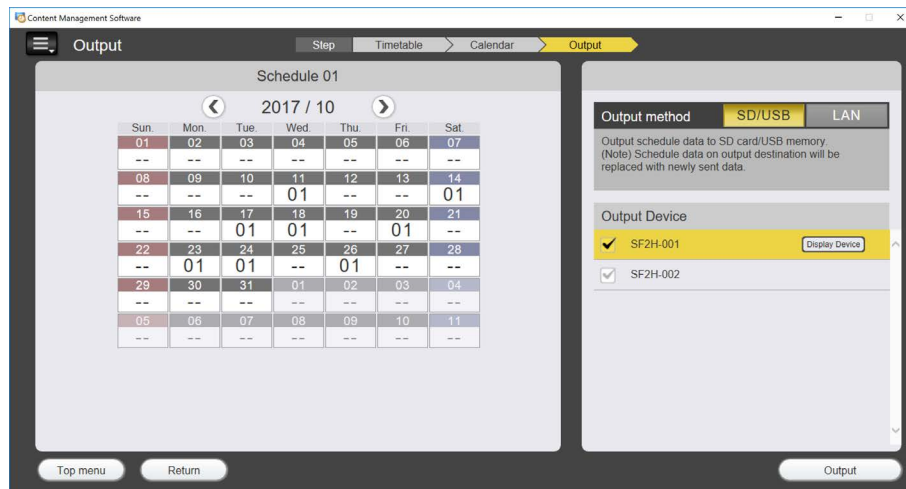 Content Management Software
Output
Step Timetable Calendar Output
Schedule 01
2017 / 10
Sun. Mon. Tue. Wed. Thu. Fri. Sat.
01 02 03 04 05 06 07
-- -- -- -- -- -- --
08 09 10 11 12 13 14
-- -- -- 01 -- -- 01
15 16 17 18 19 20 21
-- -- 01 01 -- 01 --
22 23 24 25 26 27 28
-- 01 01 -- 01 -- --
29 30 31 01 02 03 04
-- -- -- -- -- -- --
05 06 07 08 09 10 11
-- -- -- -- -- -- --
Output method SD/USB LAN
Output schedule data to SD card/USB memory.
(Note) Schedule data on output destination will be
replaced with newly sent data.
Output Device
SF2H-001 Display Device
SF2H-002
Top menu Return Output